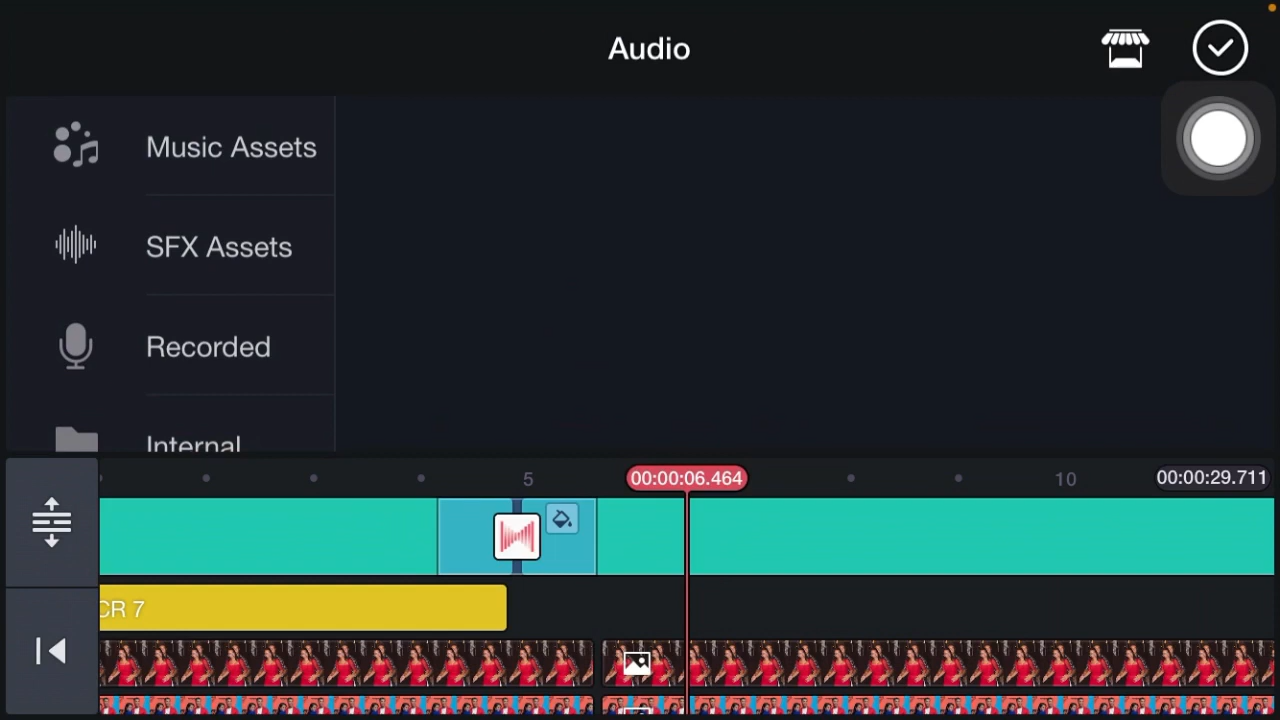 Audio
Music Assets
SFX Assets
Recorded
Internal
5
00:00:06.464
10
00:00:29.711
CR 7